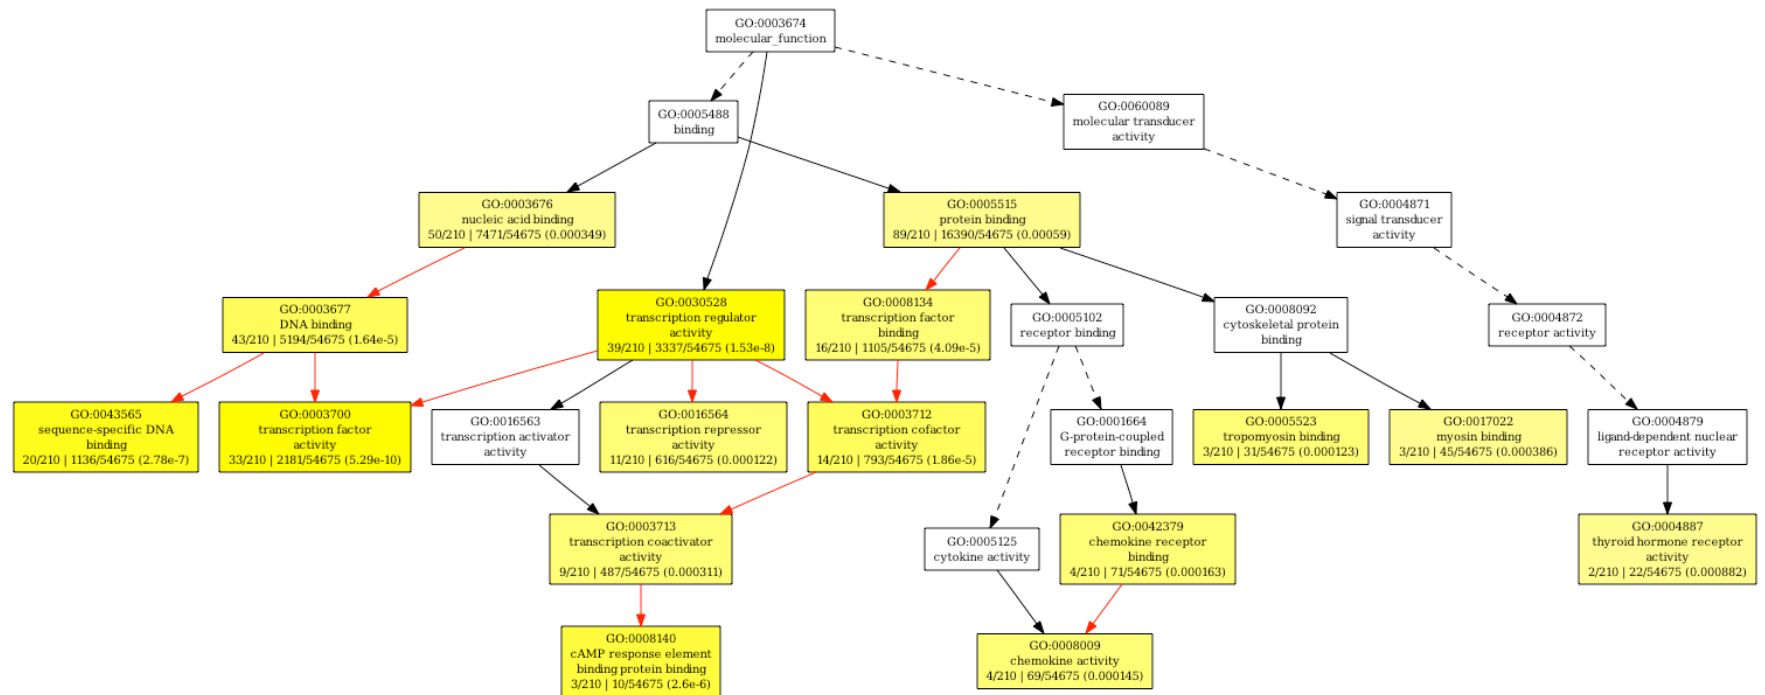 GO:0003674
molecular_function
GO:0005488
binding
GO:0060089
molecular transducer
activity
GO:0003676
nucleic acid binding
50/210 | 7471/54675 (0.000349)
GO:0005515
protein binding
89/210 | 16390/54675 (0.00059)
GO:0004871
signal transducer
activity
GO:0003677
DNA binding
43/210 | 5194/54675 (1.64e-5)
GO:0030528
transcription regulator
activity
39/210 | 3337/54675 (1.53e-8)
GO:0008134
transcription factor
binding
16/210 | 1105/54675 (4.09e-5)
GO:0005102
receptor binding
GO:0008092
cytoskeletal protein
binding
GO:0004872
receptor activity
GO:0043565
sequence-specific DNA
binding
20/210 | 1136/54675 (2.78e-7)
GO:0003700
transcription factor
activity
33/210 | 2181/54675 (5.29e-10)
GO:0016563
transcription activator
activity
GO:0016564
transcription repressor
activity
11/210 | 616/54675 (0.000122)
GO:0003712
transcription cofactor
activity
14/210 | 793/54675 (1.86e-5)
GO:0001664
G-protein-coupled
receptor binding
GO:0005523
tropomyosin binding
3/210 | 31/54675 (0.000123)
GO:0017022
myosin binding
3/210 | 45/54675 (0.000386)
GO:0004879
ligand-dependent nuclear
receptor activity
GO:0003713
transcription coactivator
activity
9/210 | 487/54675 (0.000311)
GO:0005125
cytokine activity
GO:0042379
chemokine receptor
binding
4/210 | 71/54675 (0.000163)
GO:0004887
thyroid hormone receptor
activity
2/210 | 22/54675 (0.000882)
GO:0008140
cAMP response element
binding protein binding
3/210 | 10/54675 (2.6e-6)
GO:0008009
chemokine activity
4/210 | 69/54675 (0.000145)